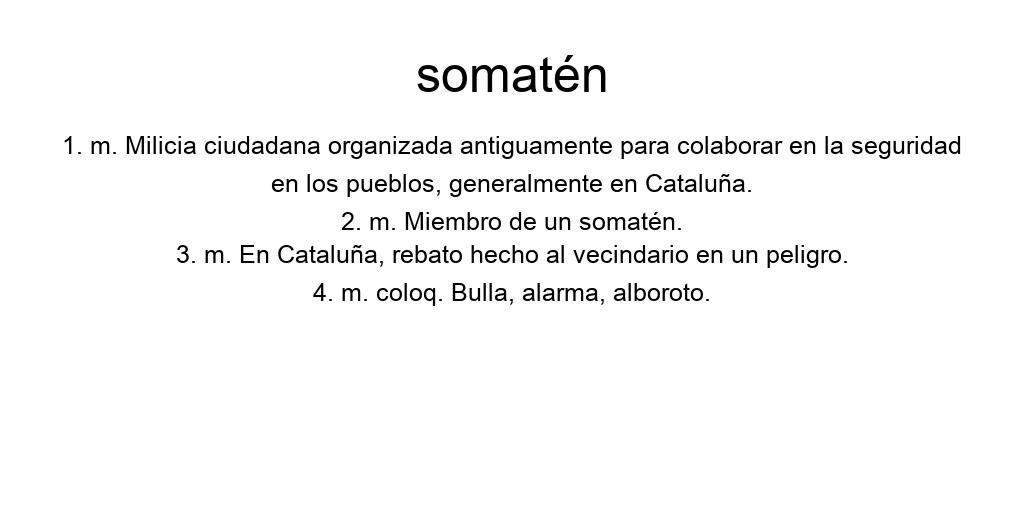 somatén
1. m. Milicia ciudadana organizada antiguamente para colaborar en la seguridad
en los pueblos, generalmente en Cataluña.
2. m. Miembro de un somatén.
3. m. En Cataluña, rebato hecho al vecindario en un peligro.
4. m. coloq. Bulla, alarma, alboroto.